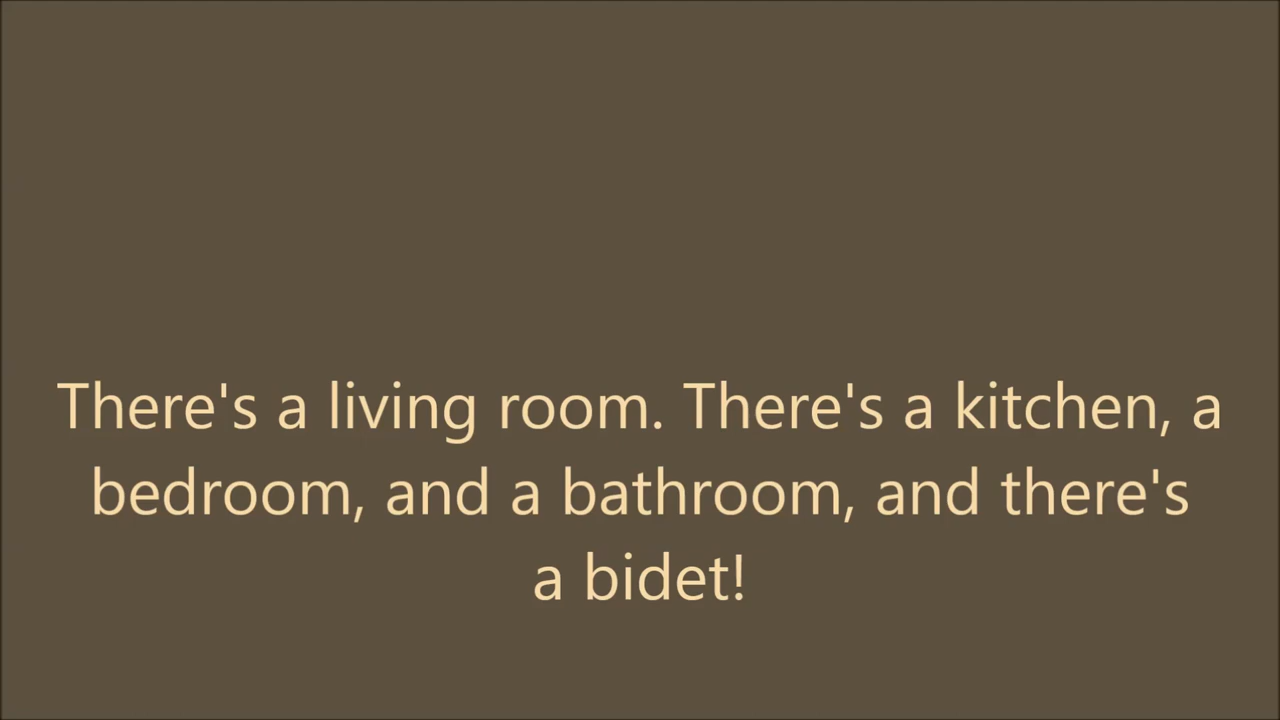 There's a living room. There's a kitchen, a
bedroom, and a bathroom, and there's
a bidet!